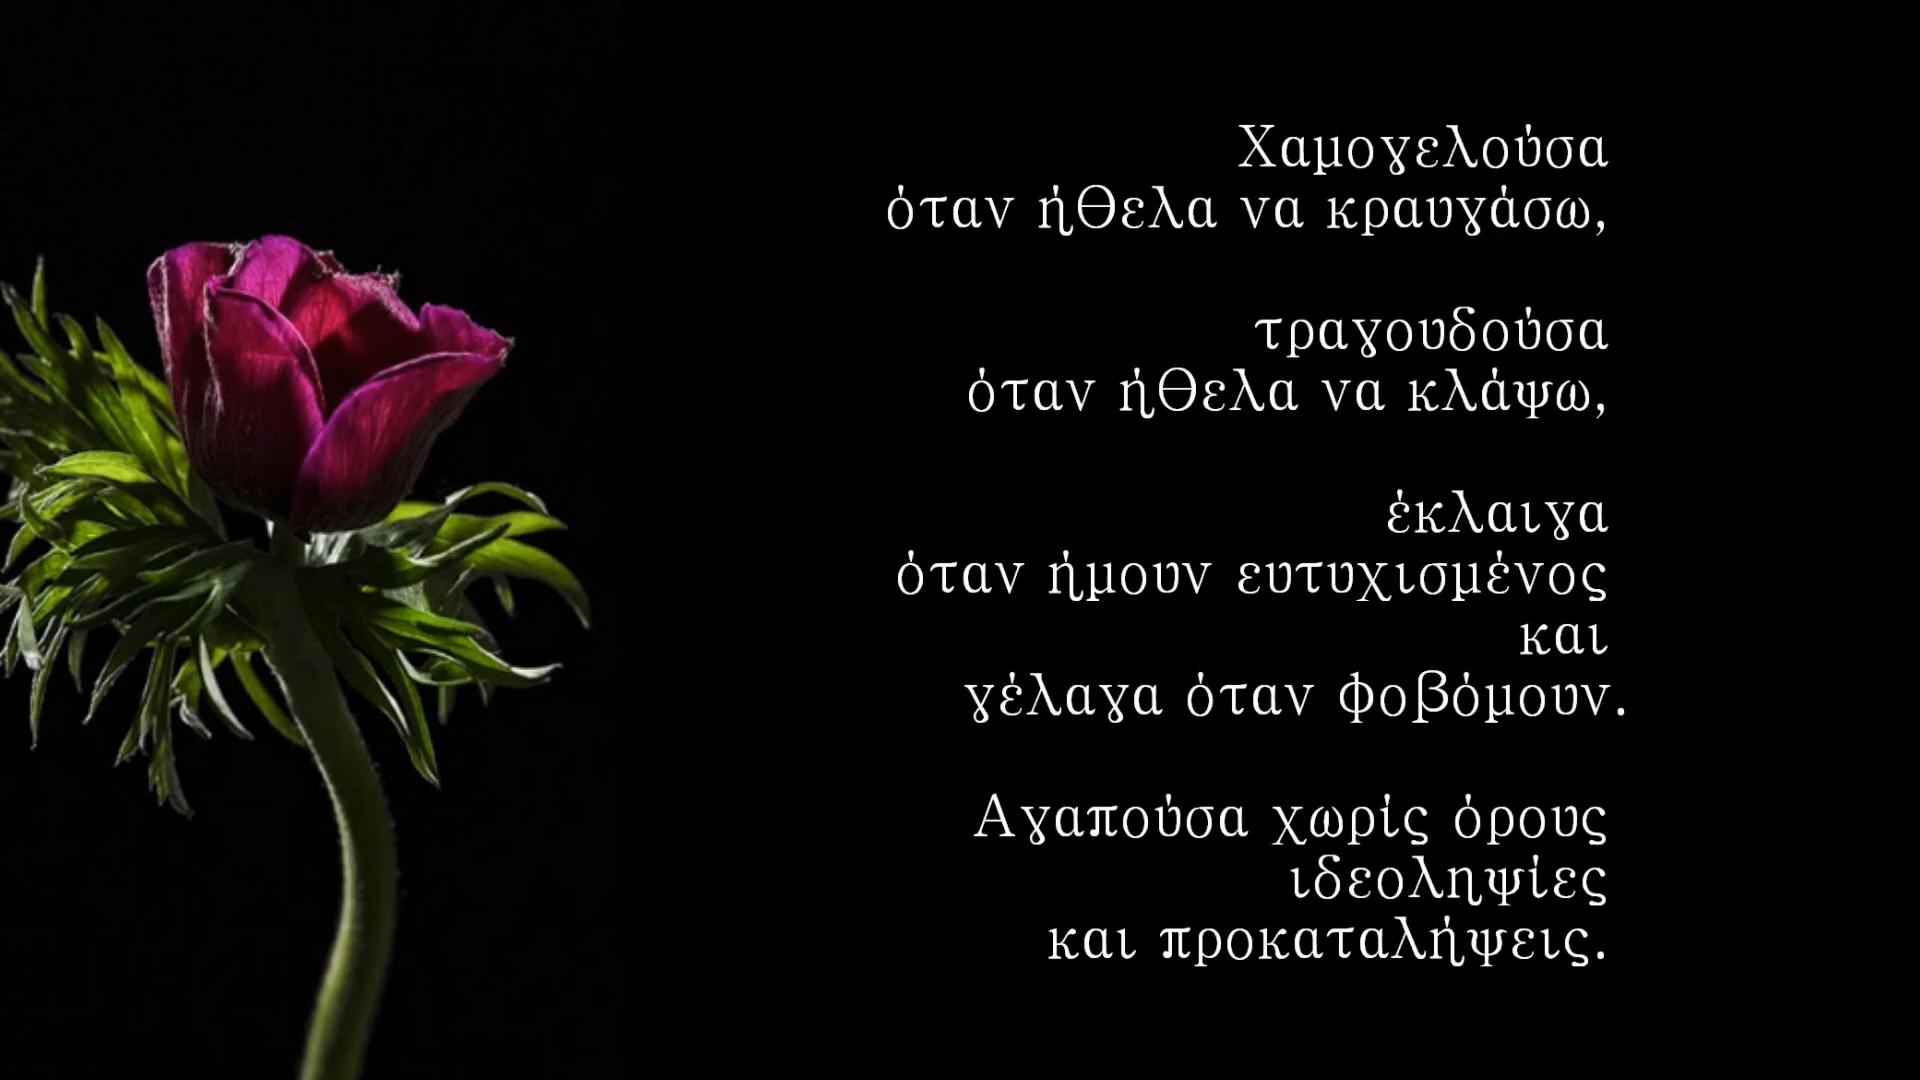 Χαμογελούσα
όταν ήθελα να κραυγάσω,
τραγουδούσα
όταν ήθελα να κλάψω,
έκλαιγα
όταν ήμουν ευτυχισμένος
και
γέλαγα όταν φοβόμουν.
Αγαπούσα χωρίς όρους
ιδεοληψίες
και προκαταλήψεις.